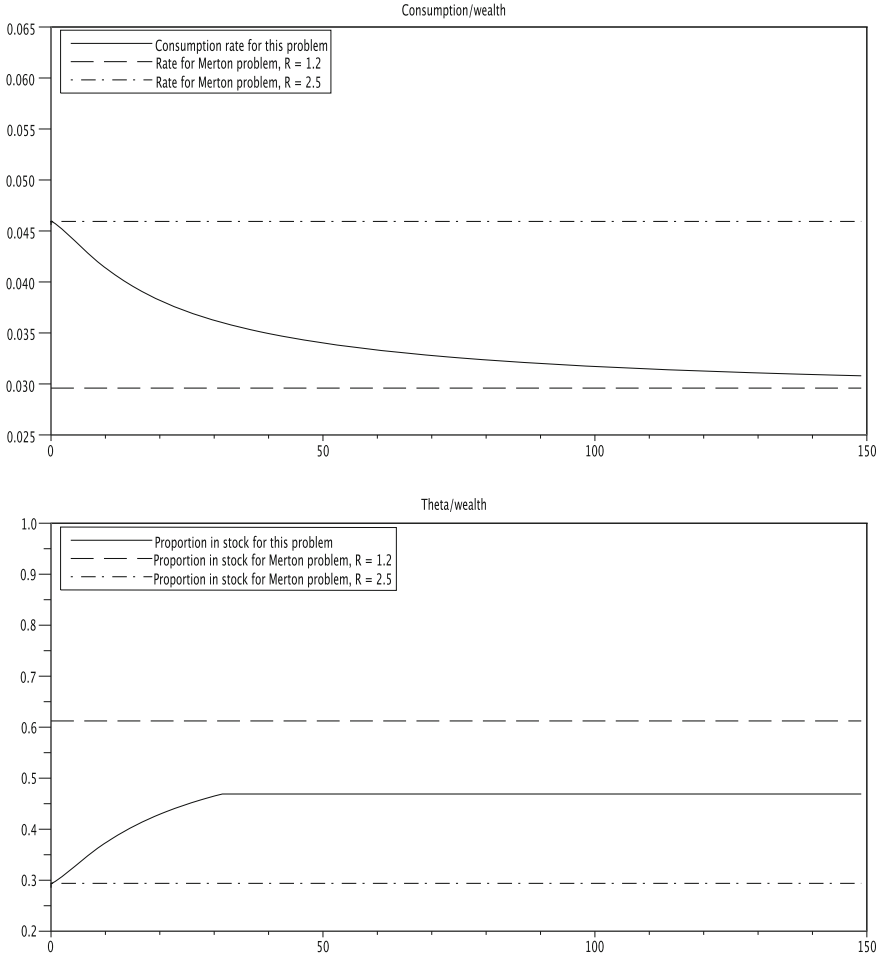 Consumption/wealth
0.065
Consumption rate for this problem
Rate for Merton problem, R = 1.2
Rate for Merton problem, R = 2.5
0.060
0.055
0.050
0.045
0.040
0.035
0.030
0.025
0 50 100 150
Theta/wealth
1.0
Proportion in stock for this problem
Proportion in stock for Merton problem, R = 1.2
Proportion in stock for Merton problem, R = 2.5
0.9
0.8
0.7
0.6
0.5
0.4
0.3
0.2
0 50 100 150